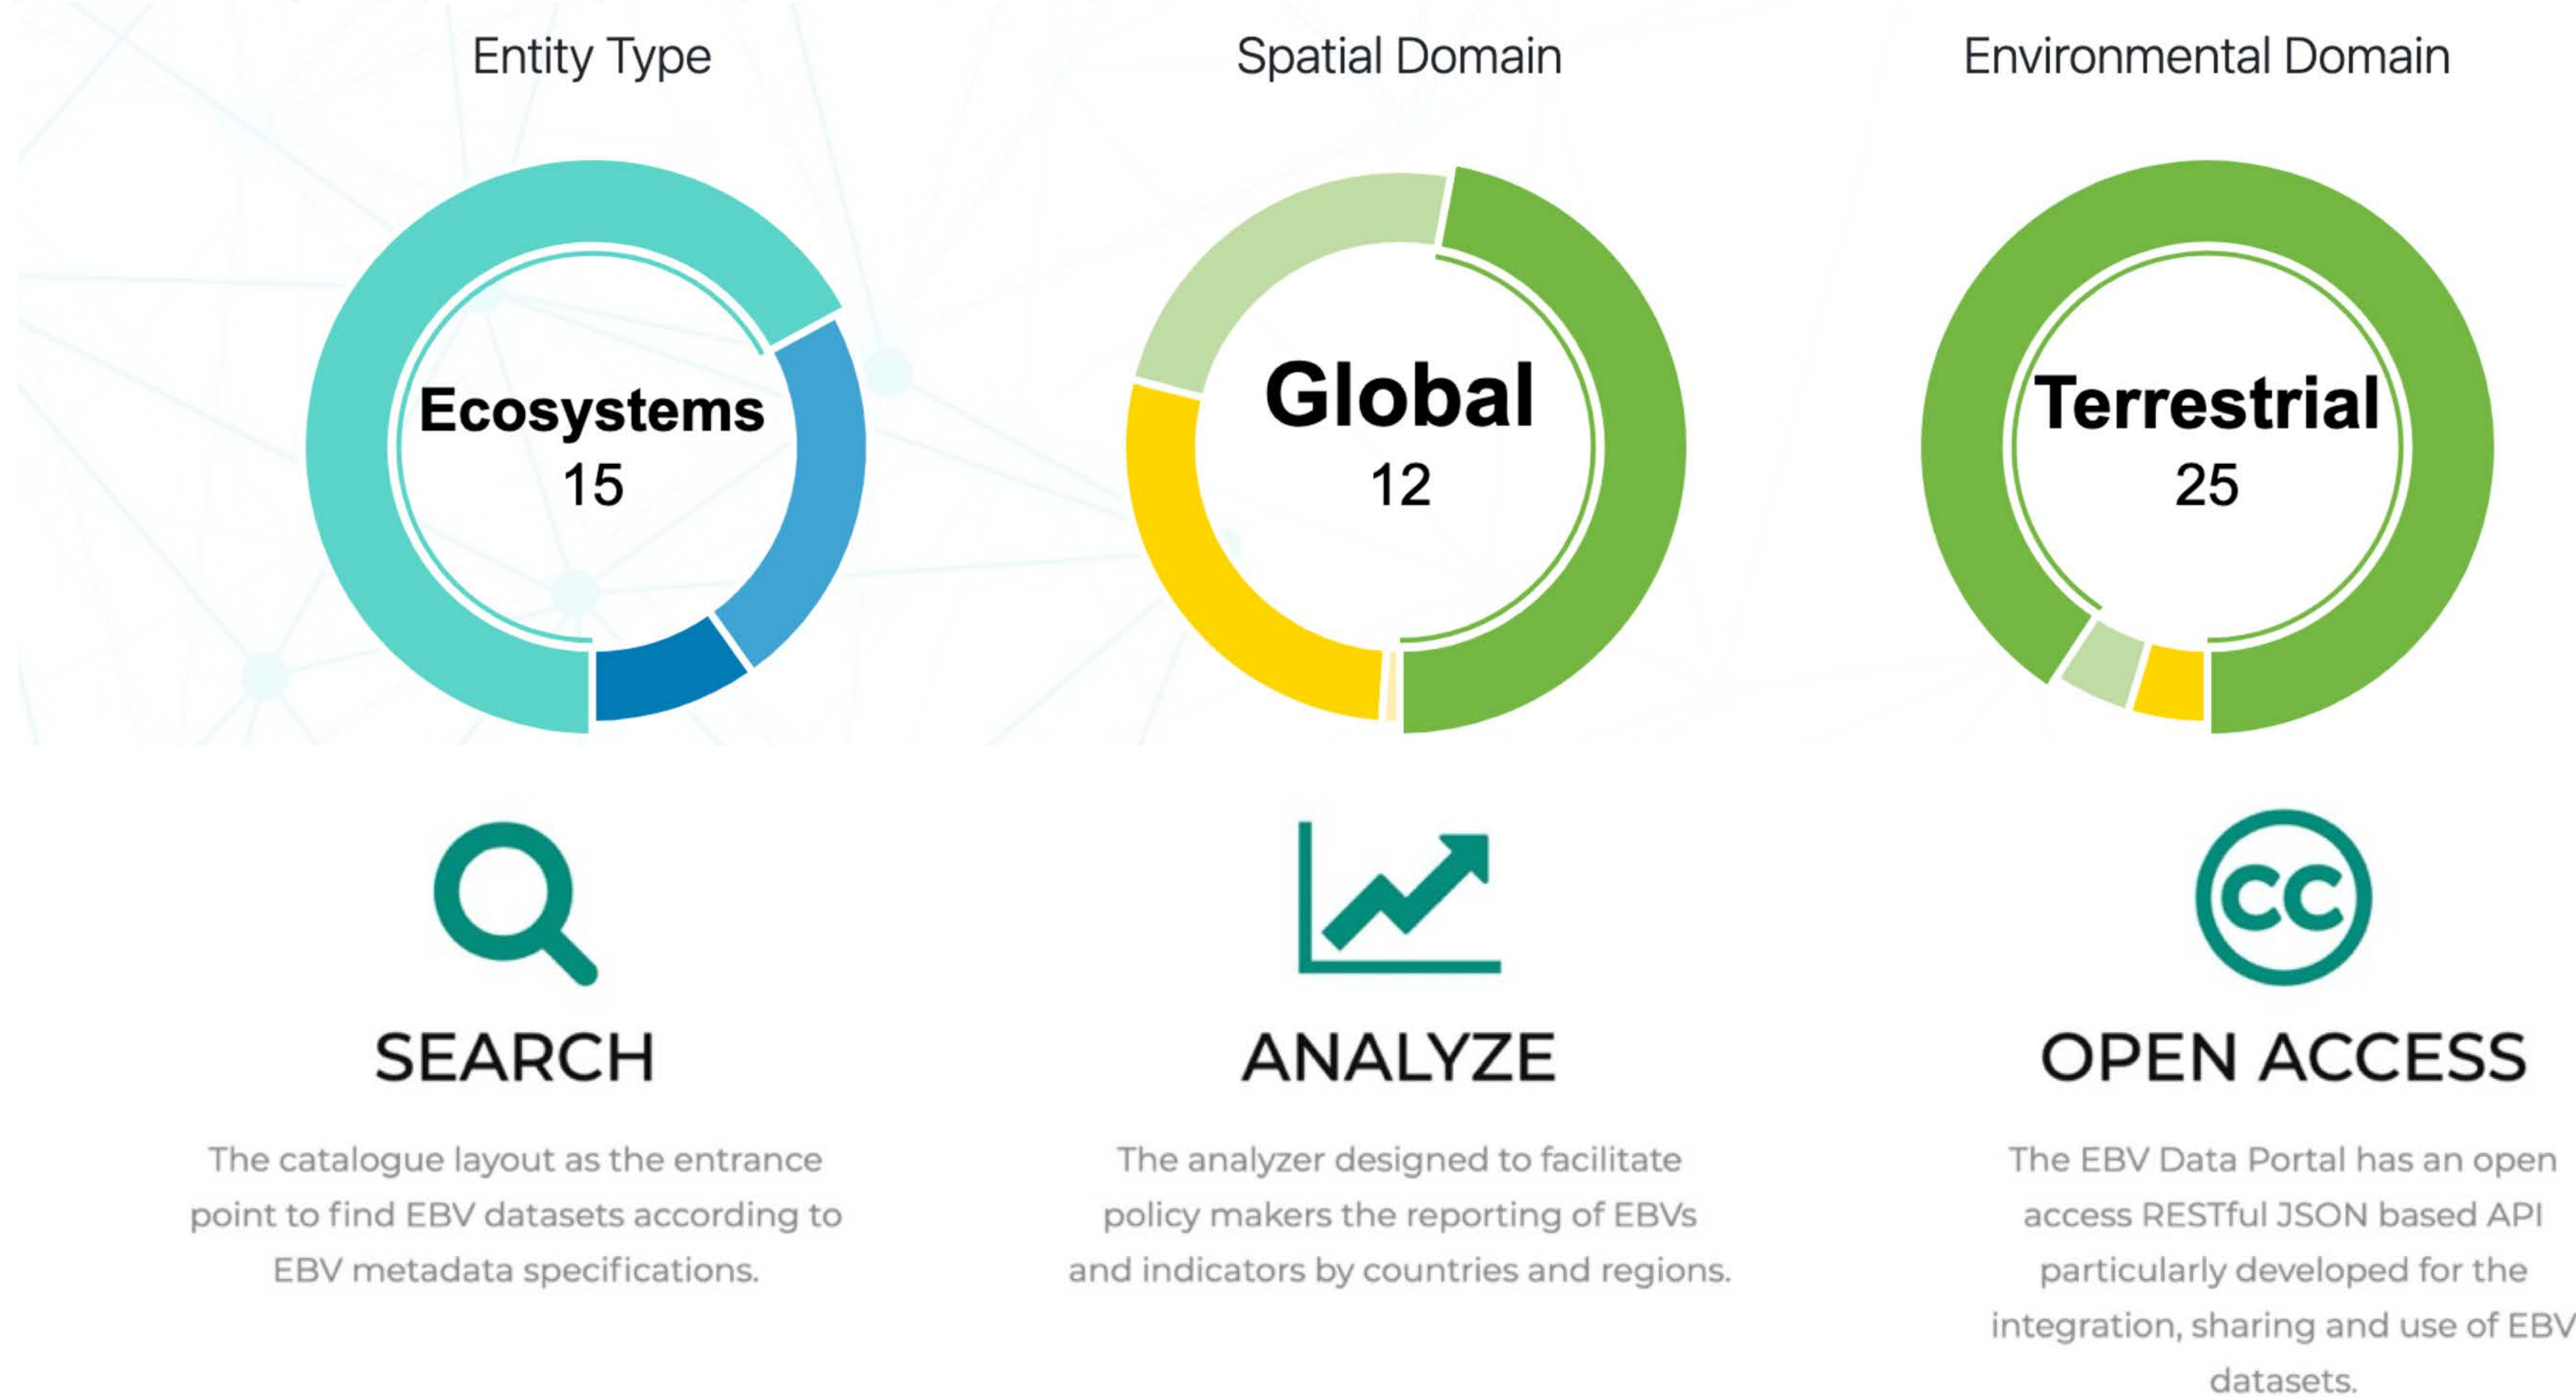 Entity Type
Spatial Domain
Environmental Domain
Ecosystems
15
Global
12
Terrestrial
25
SEARCH
The catalogue layout as the entrance
point to find EBV datasets according to
EBV metadata specifications.
ANALYZE
The analyzer designed to facilitate
policy makers the reporting of EBVs
and indicators by countries and regions.
CC
OPEN ACCESS
The EBV Data Portal has an open
access RESTful JSON based API
particularly developed for the
integration, sharing and use of EBV
datasets.